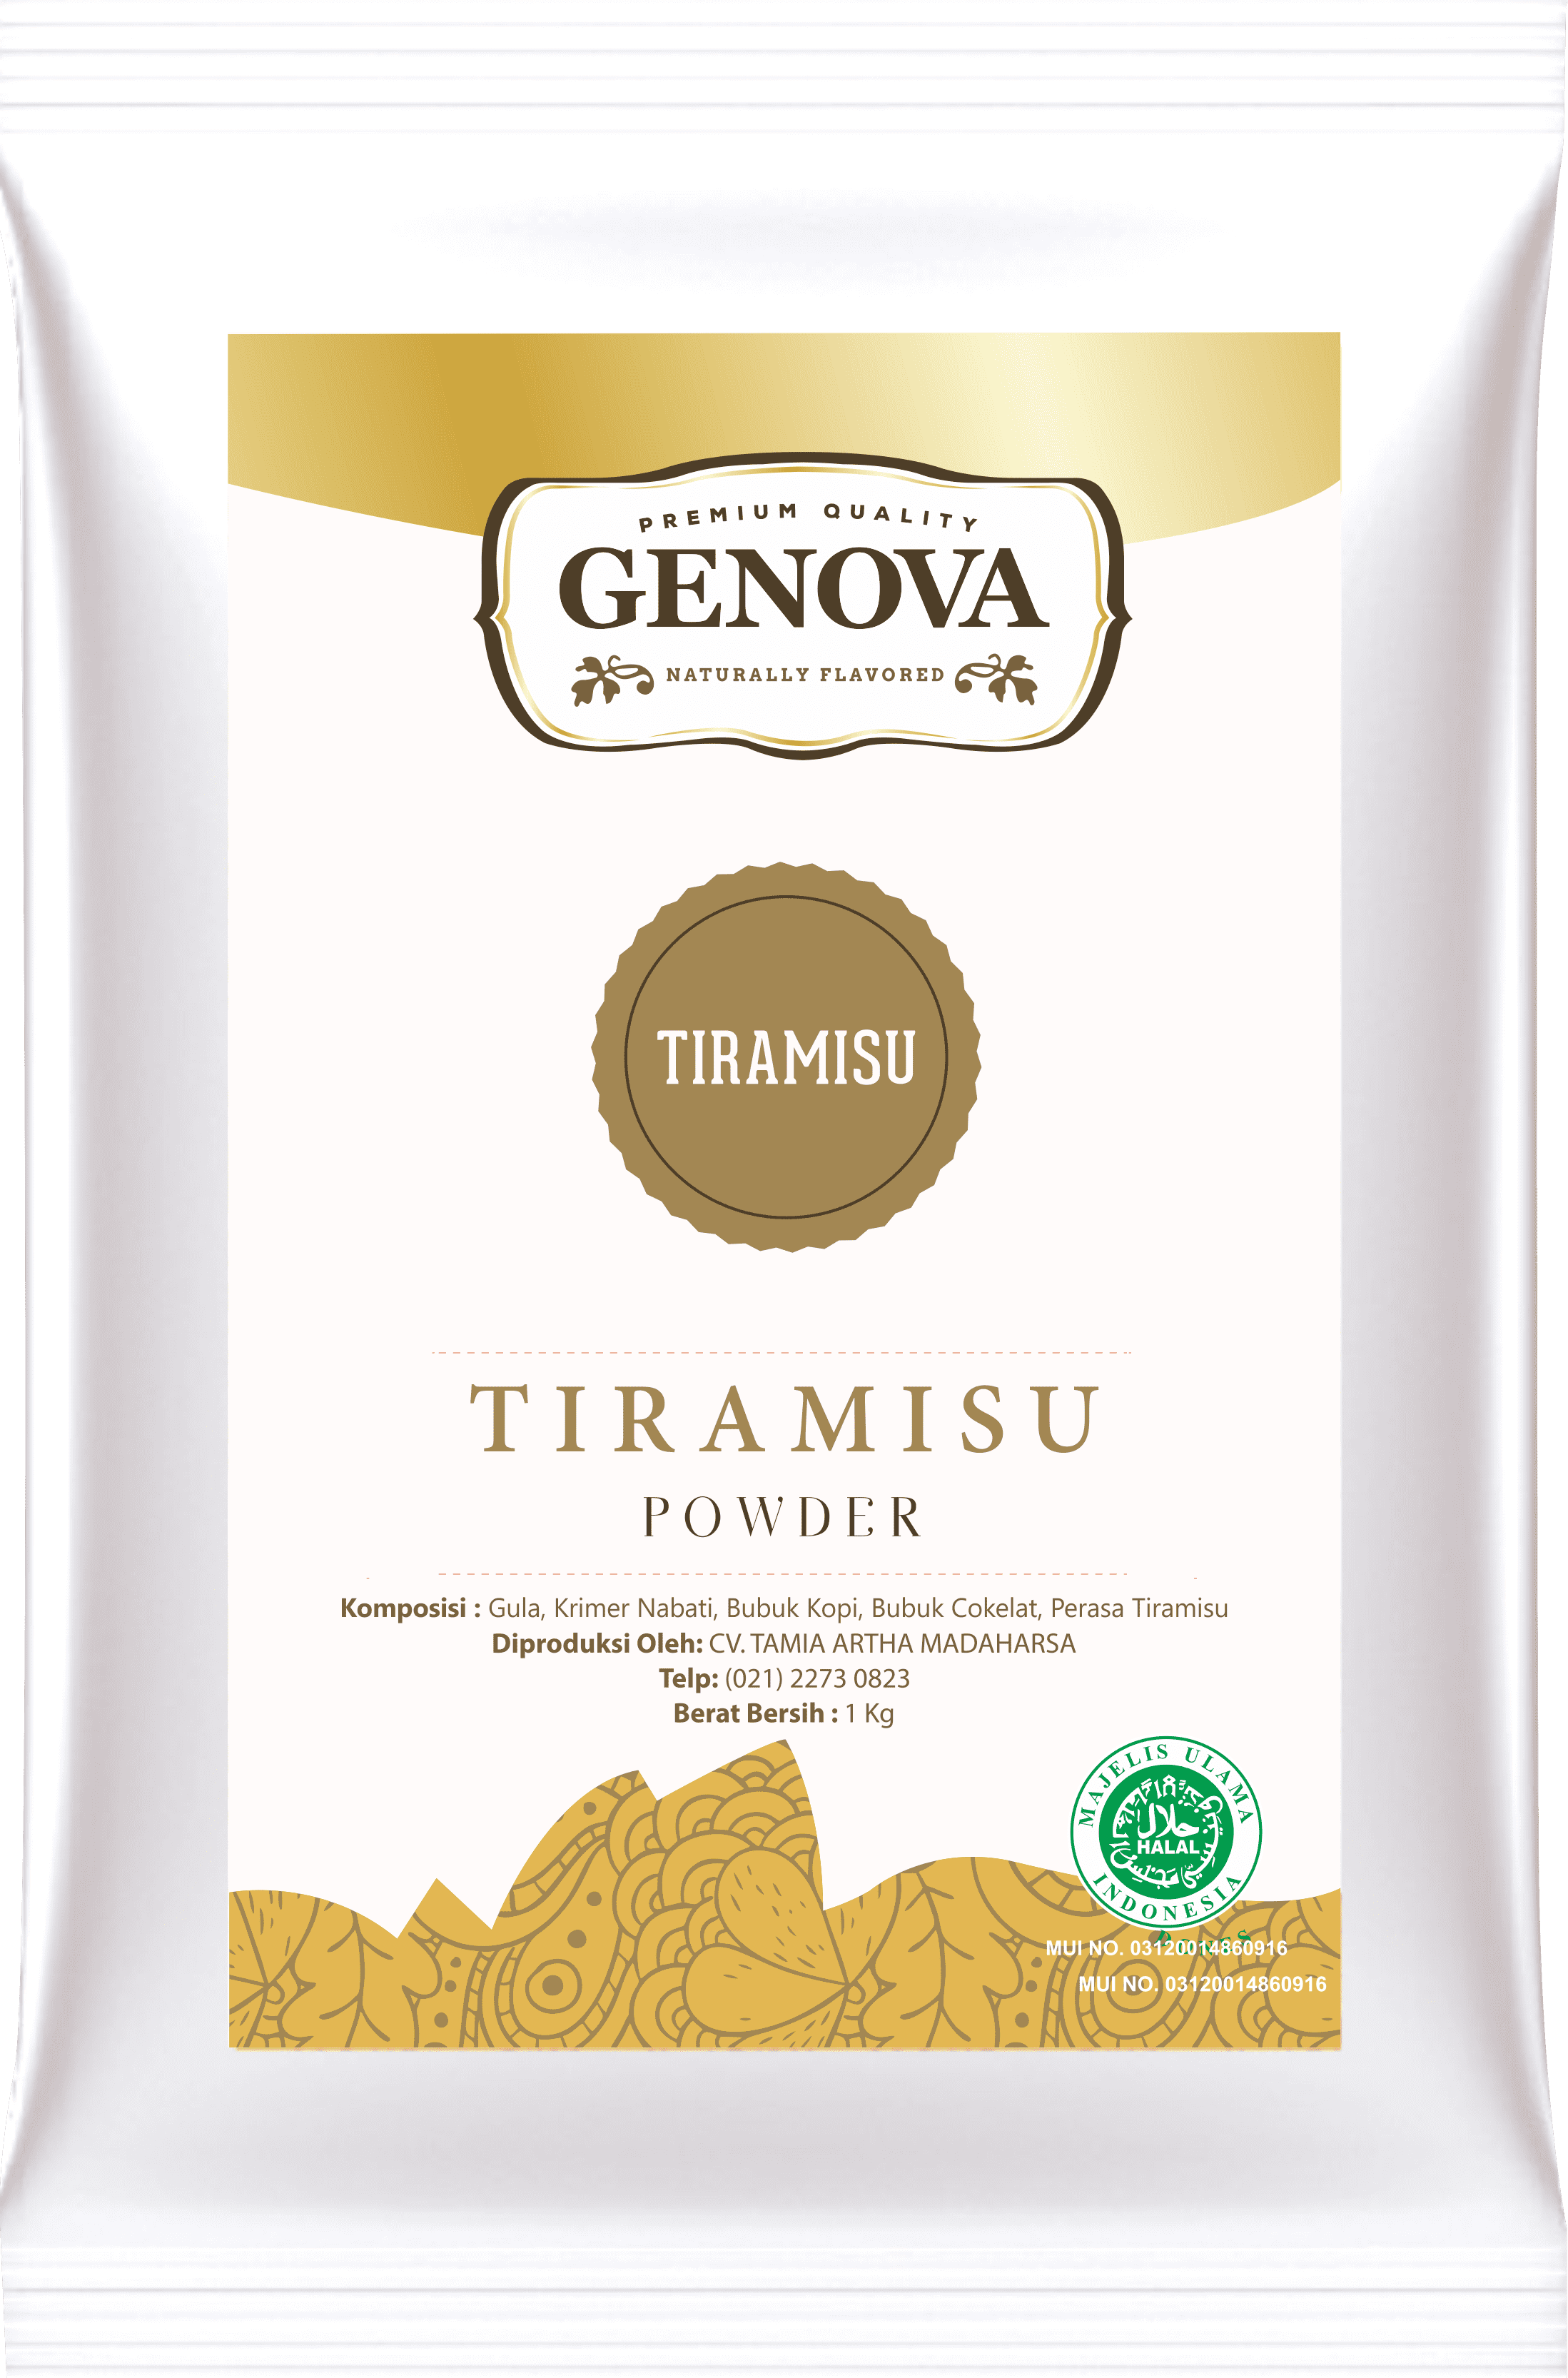 PREMIUM QUALITY
GENOVA
NATURALLY FLAVORED
TIRAMISU
TIRAMISU
POWDER
Komposisi : Gula, Krimer Nabati, Bubuk Kopi, Bubuk Cokelat, Perasa Tiramisu
Diproduksi Oleh: CV. TAMIA ARTHA MADAHARSA
Telp: (021) 2273 0823
Berat Bersih : 1 Kg
MAJELIS ULAMA
حلال
HALAL
INDONESIA
MUI NO. 03120014860916
MUI NO. 03120014860916